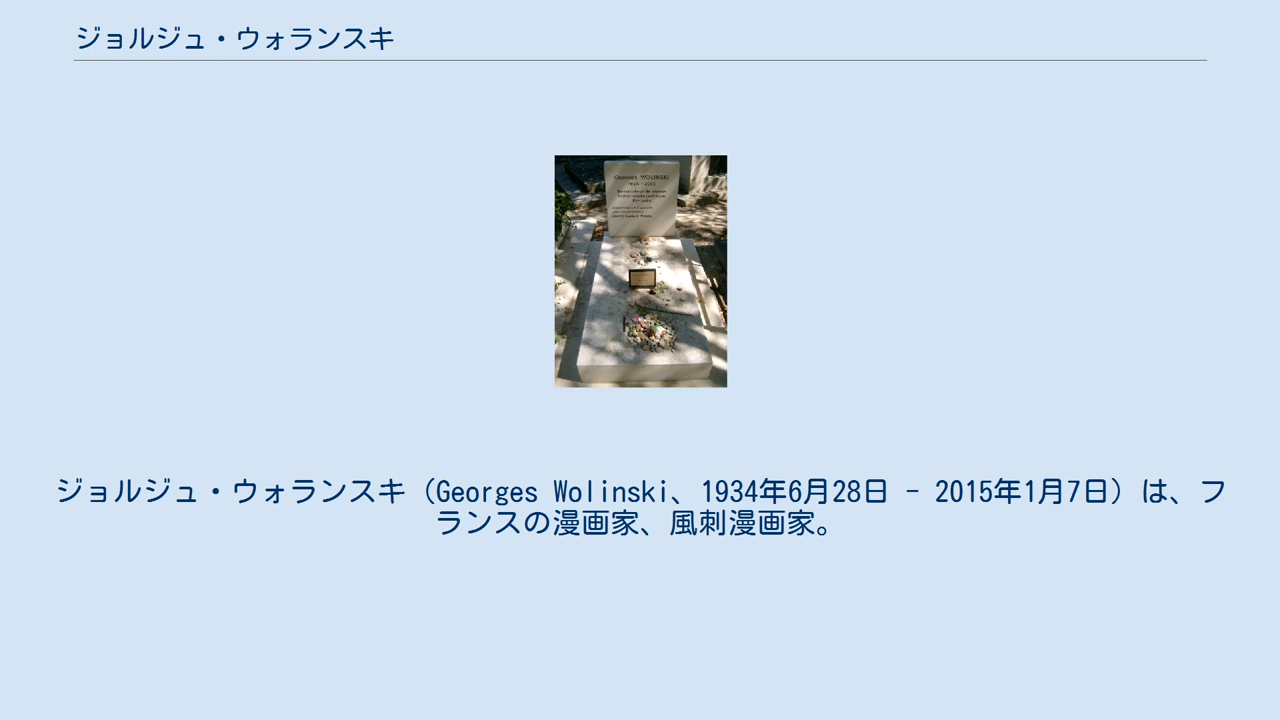 ジョルジュ・ウォランスキ
Georges WOLINSKI
1934 - 2015
ジョルジュ・ウォランスキ（Georges Wolinski、1934年6月28日 - 2015年1月7日）は、フ
ランスの漫画家、風刺漫画家。